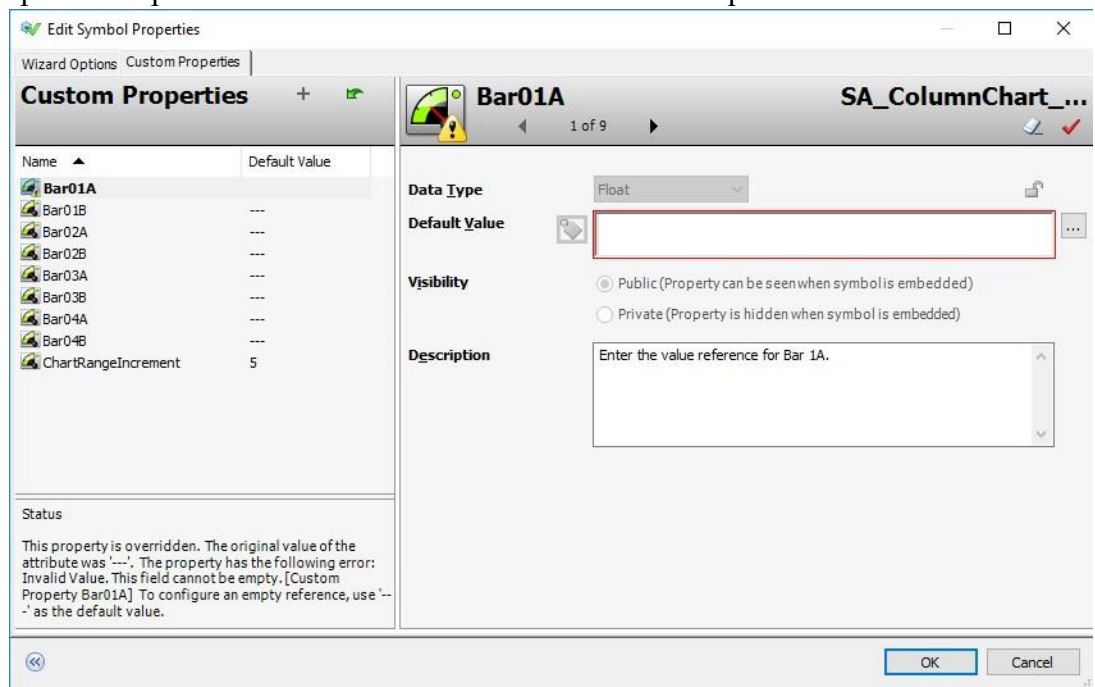 Edit Symbol Properties
Wizard Options Custom Properties
Custom Properties
Name Default Value
Bar01A
Bar01B ---
Bar02A ---
Bar02B ---
Bar03A ---
Bar03B ---
Bar04A ---
Bar04B ---
ChartRangeIncrement 5
Status
This property is overridden. The original value of the
attribute was '---'. The property has the following error:
Invalid Value. This field cannot be empty. [Custom
Property Bar01A] To configure an empty reference, use '--
-' as the default value.
Bar01A SA_ColumnChart_...
1 of 9
Data Type Float
Default Value ...
Visibility Public (Property can be seen when symbol is embedded)
Private (Property is hidden when symbol is embedded)
Description Enter the value reference for Bar 1A.
OK Cancel